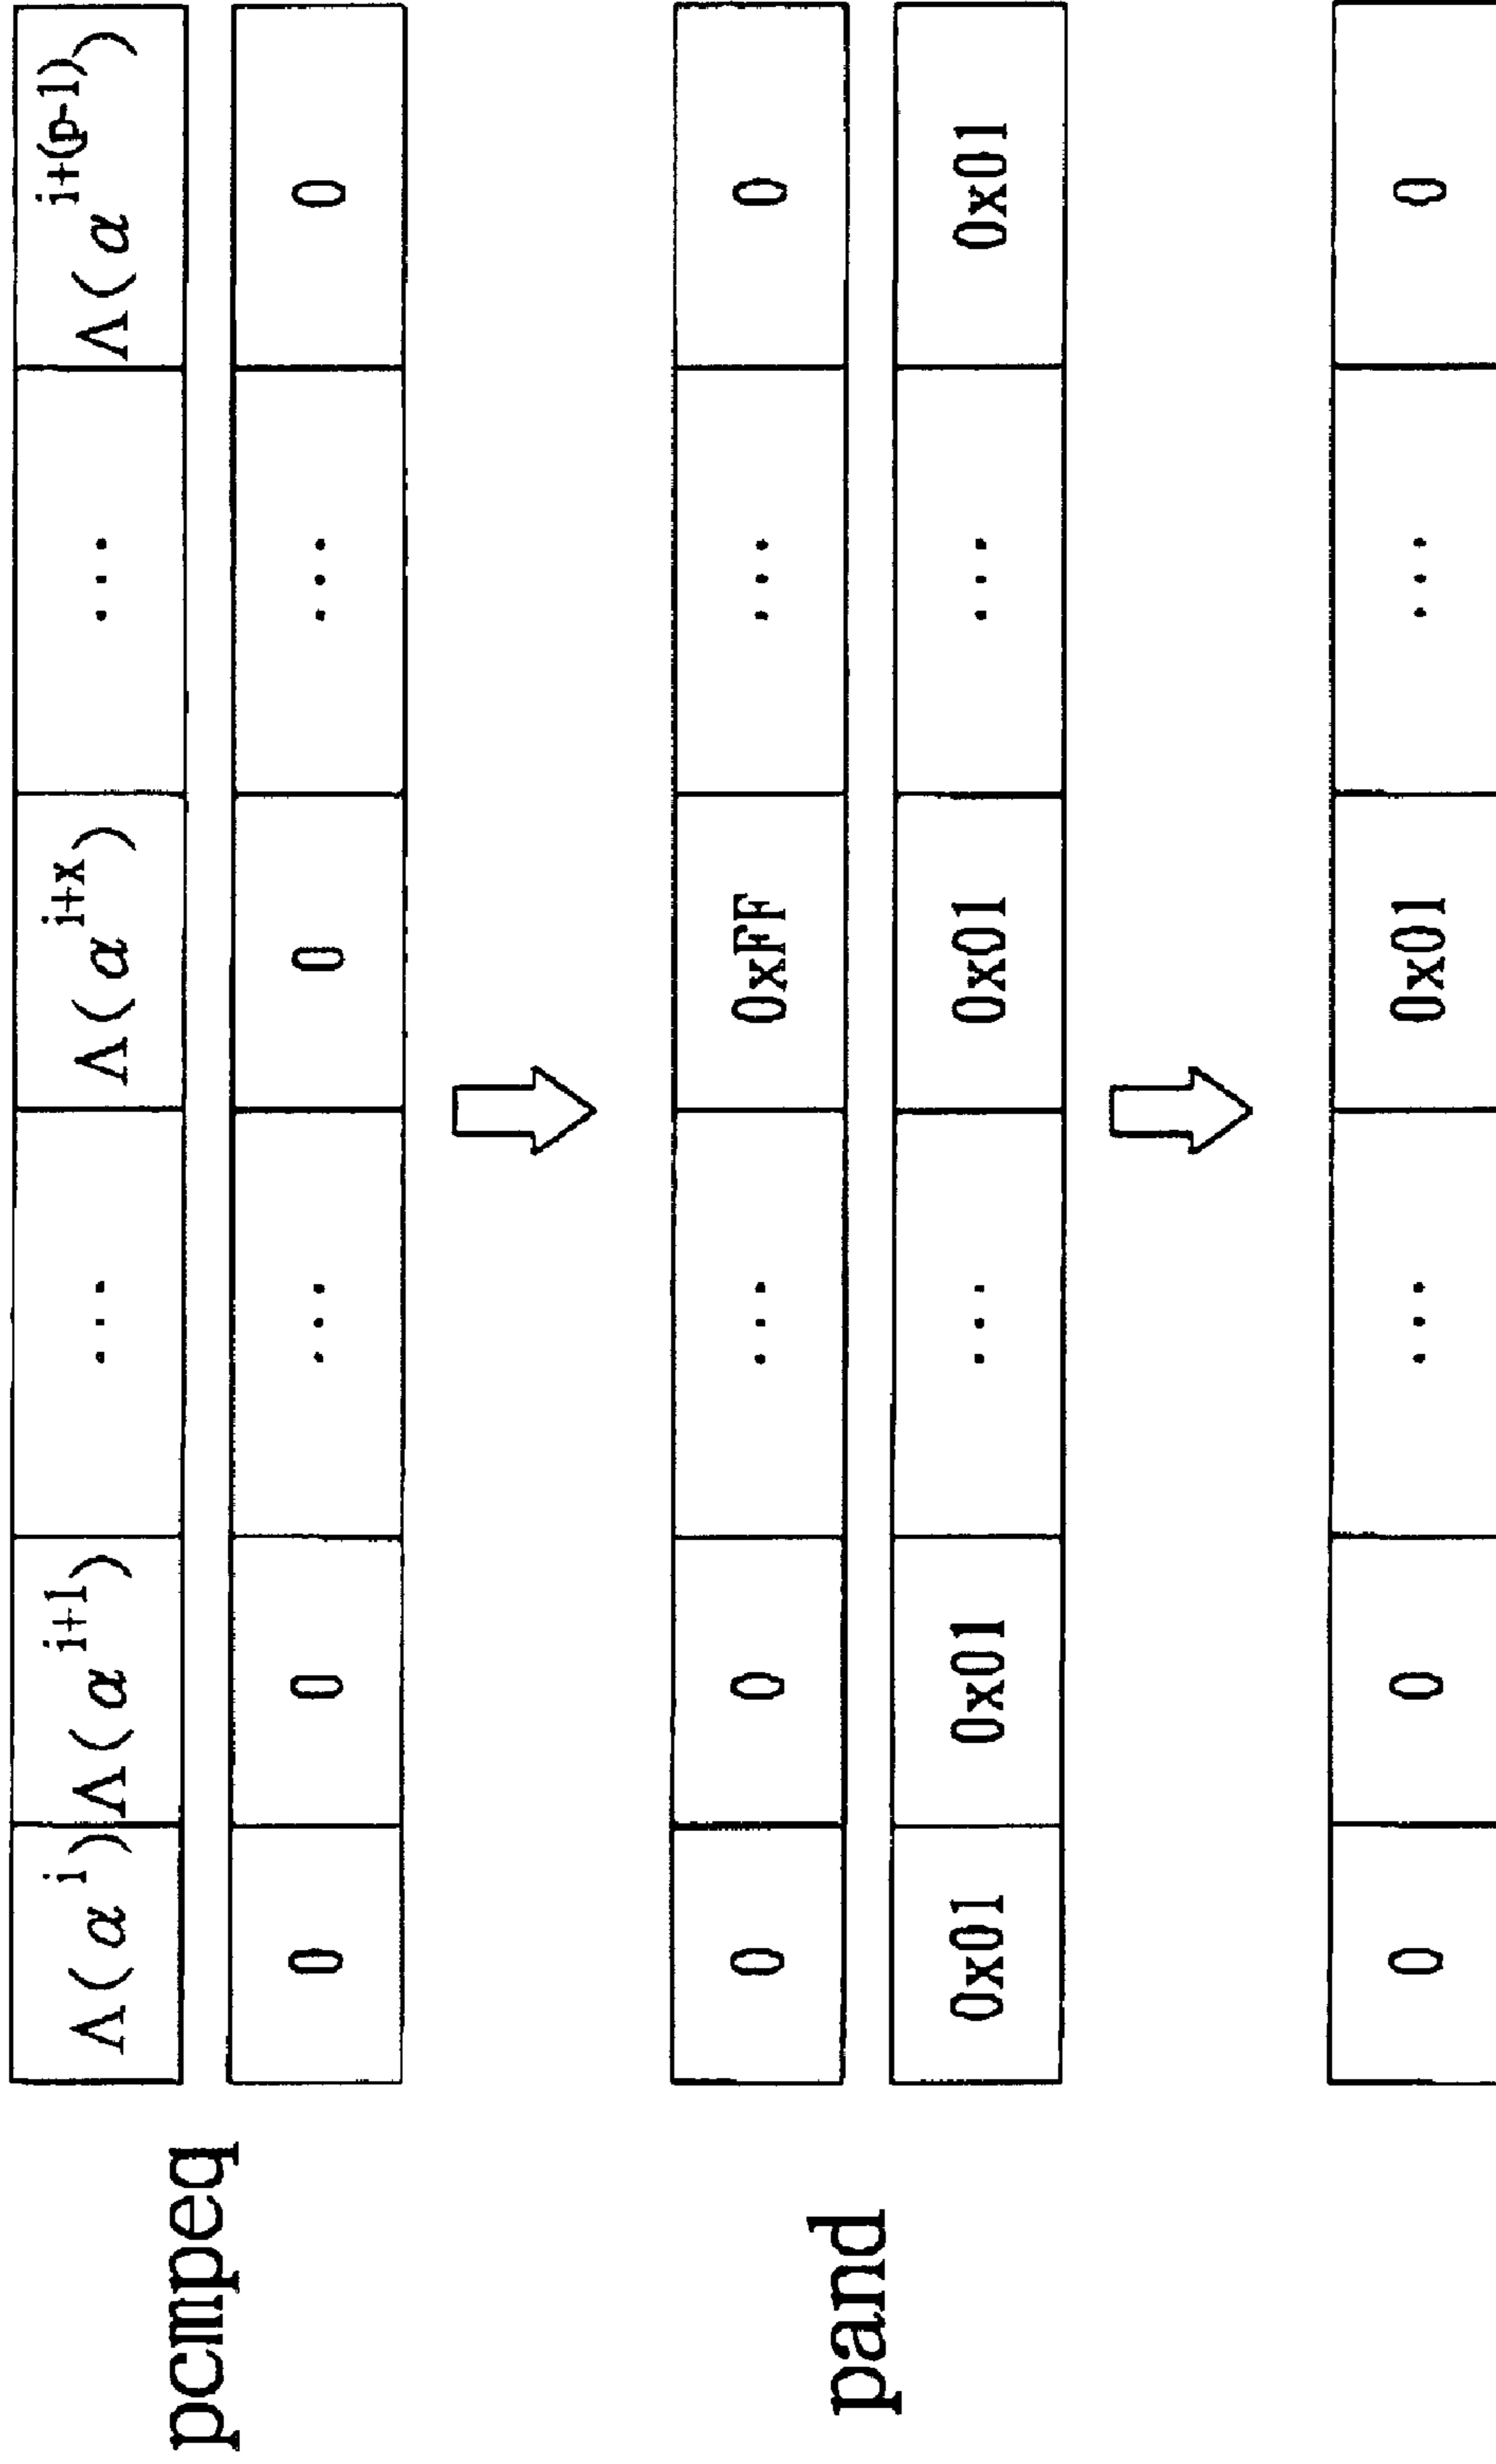 pcmpeq Λ(α^i) Λ(α^{i+1}) ... Λ(α^{i+x}) ... Λ(α^{i+(p-1)})
0 0 ... 0 ... 0
pand 0 0 ... 0xFF ... 0
0x01 0x01 ... 0x01 ... 0x01
0 0 ... 0x01 ... 0